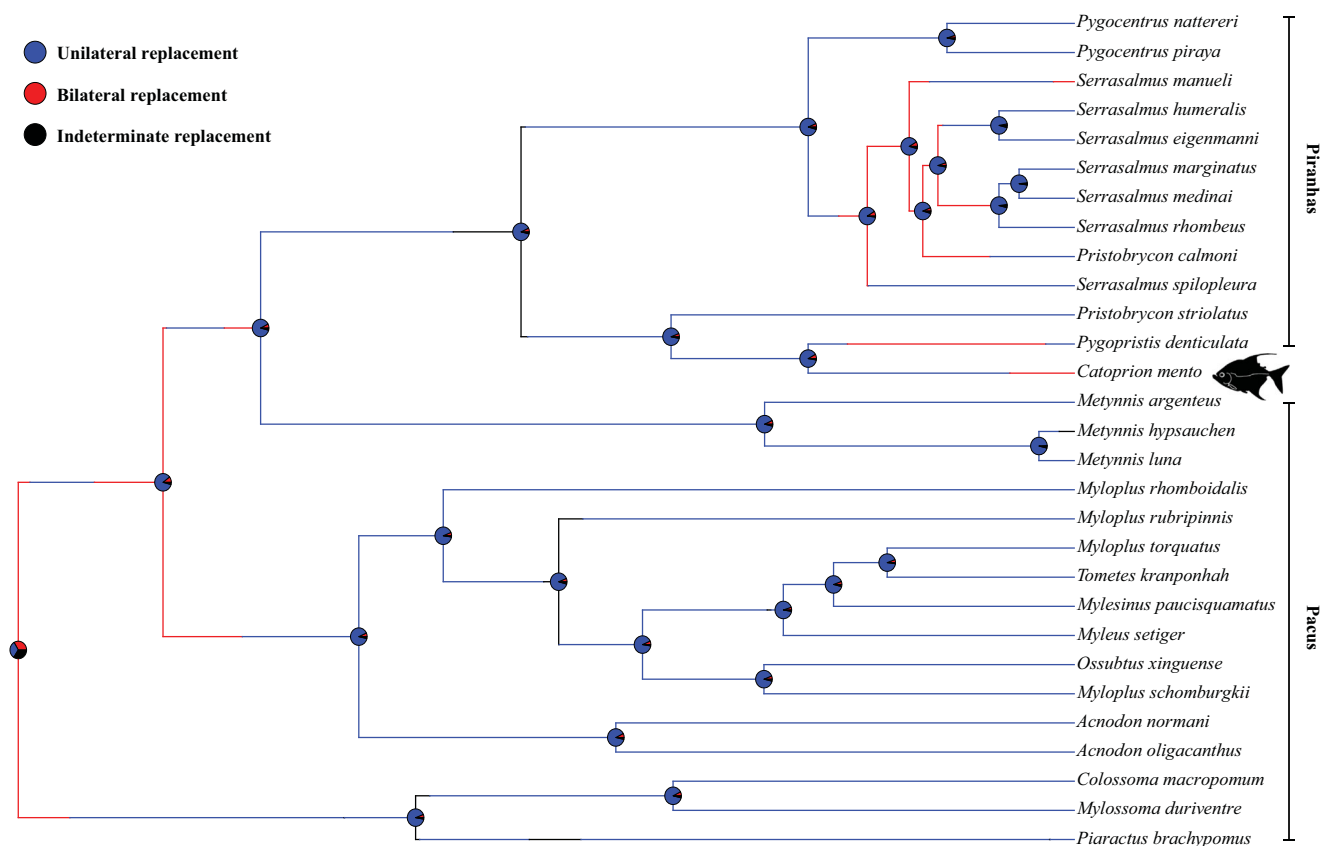 Unilateral replacement
Bilateral replacement
Indeterminate replacement
Pygocentrus nattereri
Pygocentrus piraya
Serrasalmus manueli
Serrasalmus humeralis
Serrasalmus eigenmanni
Serrasalmus marginatus
Serrasalmus medinai
Serrasalmus rhombeus
Pristobrycon calmoni
Serrasalmus spilopleura
Pristobrycon striolatus
Pygopristis denticulata
Catoprion mento
Metynnis argenteus
Metynnis hypsauchen
Metynnis luna
Myloplus rhomboidalis
Myloplus rubripinnis
Myloplus torquatus
Tometes kranponhah
Mylesinus paucisquamatus
Myleus setiger
Ossubtus xinguense
Myloplus schomburgkii
Acnodon normani
Acnodon oligacanthus
Colossoma macropomum
Mylossoma duriventre
Piaractus brachypomus
Piranhas
Pacus